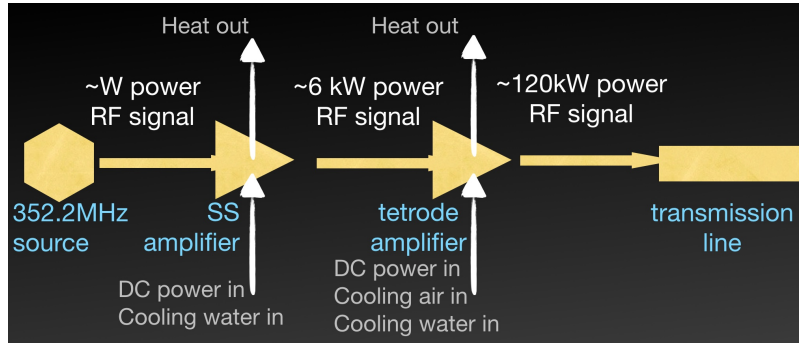 Heat out
Heat out
~W power
RF signal
~6 kW power
RF signal
~120kW power
RF signal
352.2MHz
source
SS
amplifier
tetrode
amplifier
transmission
line
DC power in
Cooling water in
DC power in
Cooling air in
Cooling water in